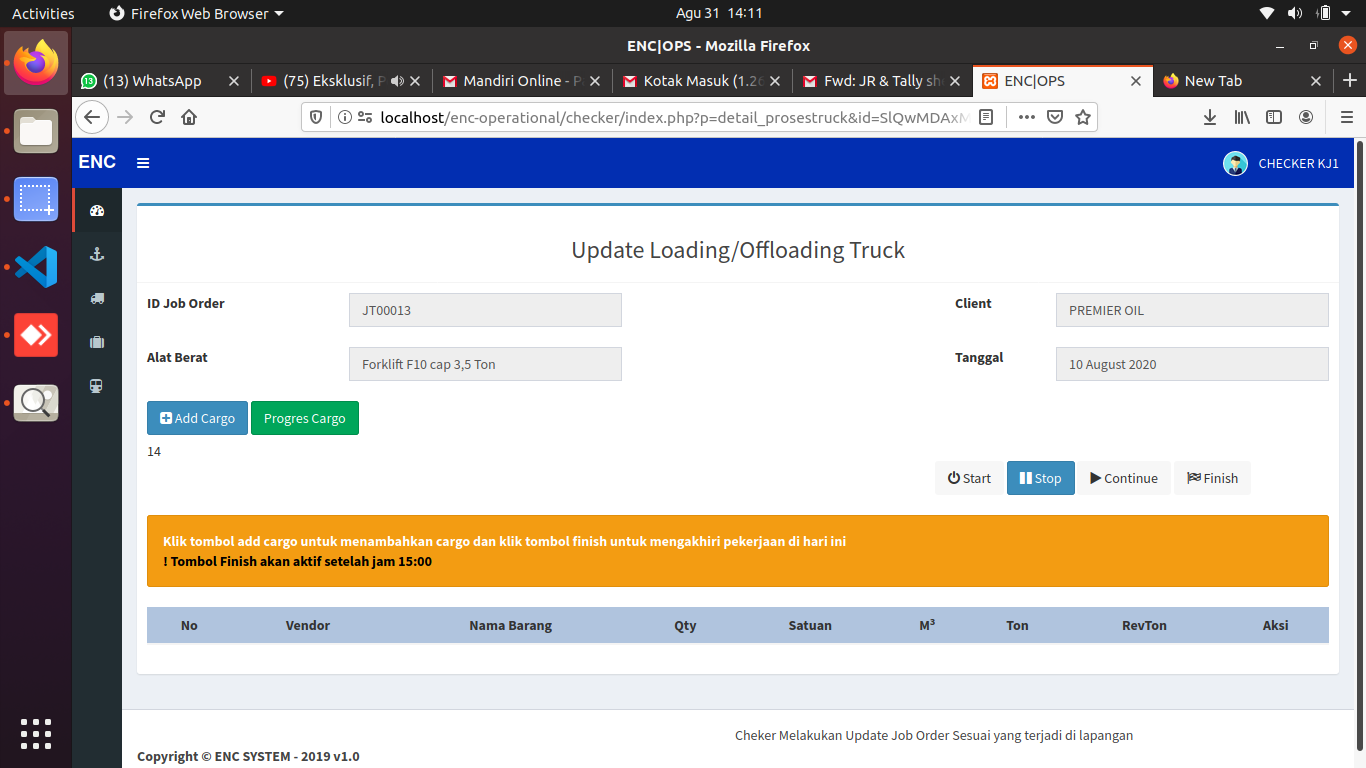 Activities Firefox Web Browser Agu 31 14:11
ENC|OPS - Mozilla Firefox
(13) WhatsApp (75) Eksklusif, P Mandiri Online - P Kotak Masuk (1.26 Fwd: JR & Tally sh ENC|OPS New Tab
localhost/enc-operational/checker/index.php?p=detail_prosestruck&id=SlQwMDAxM
ENC CHECKER KJ1
Update Loading/Offloading Truck
ID Job Order JT00013 Client PREMIER OIL
Alat Berat Forklift F10 cap 3,5 Ton Tanggal 10 August 2020
Add Cargo Progres Cargo
14
Start Stop Continue Finish
Klik tombol add cargo untuk menambahkan cargo dan klik tombol finish untuk mengakhiri pekerjaan di hari ini
! Tombol Finish akan aktif setelah jam 15:00
No Vendor Nama Barang Qty Satuan M³ Ton RevTon Aksi
Cheker Melakukan Update Job Order Sesuai yang terjadi di lapangan
Copyright © ENC SYSTEM - 2019 v1.0